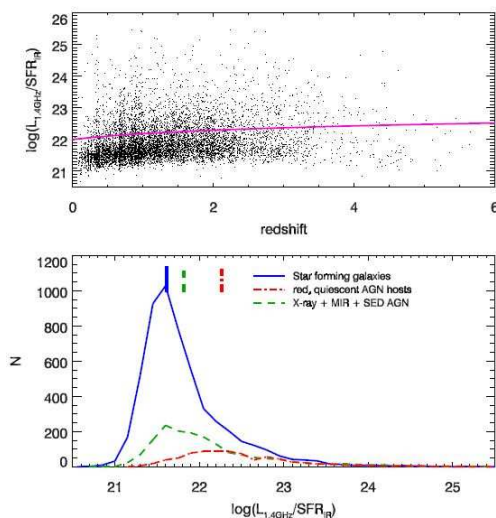 log(L1.4GHz/SFRIR)
26
25
24
23
22
21
0 2 4 6
redshift
N
1200
1000
800
600
400
200
0
Star forming galaxies
red, quiescent AGN hosts
X-ray + MIR + SED AGN
21 22 23 24 25
log(L1.4GHz/SFRIR)